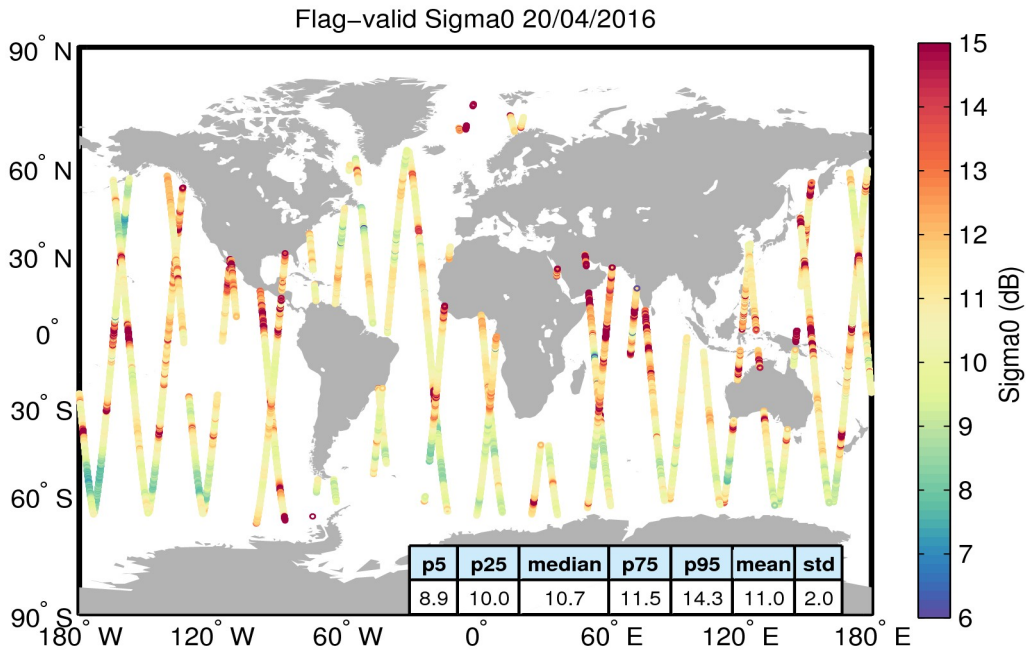 Flag−valid Sigma0 20/04/2016
90° N
60° N
30° N
0°
30° S
60° S
90° S
180° W
120° W
60° W
0°
60° E
120° E
180° E
15
14
13
12
11
10
9
8
7
6
Sigma0 (dB)
p5 p25 median p75 p95 mean std
8.9 10.0 10.7 11.5 14.3 11.0 2.0